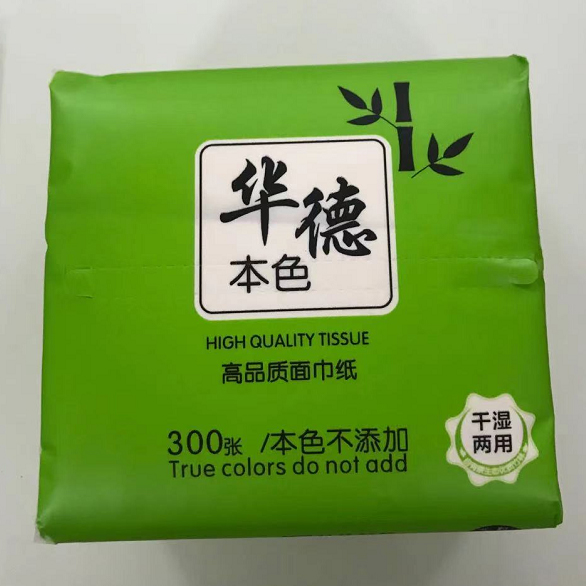 华德
本色
HIGH QUALITY TISSUE
高品质面巾纸
300张 /本色不添加
True colors do not add
干湿
两用